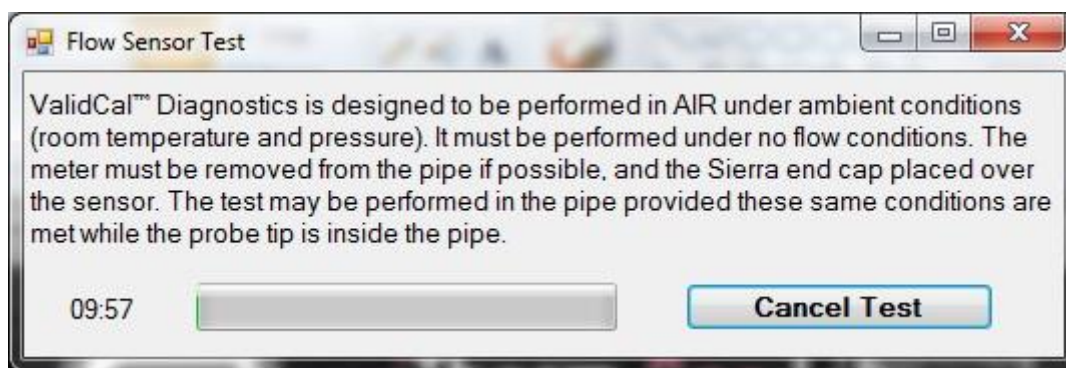 Flow Sensor Test
ValidCal™ Diagnostics is designed to be performed in AIR under ambient conditions
(room temperature and pressure). It must be performed under no flow conditions. The
meter must be removed from the pipe if possible, and the Sierra end cap placed over
the sensor. The test may be performed in the pipe provided these same conditions are
met while the probe tip is inside the pipe.
09:57
Cancel Test